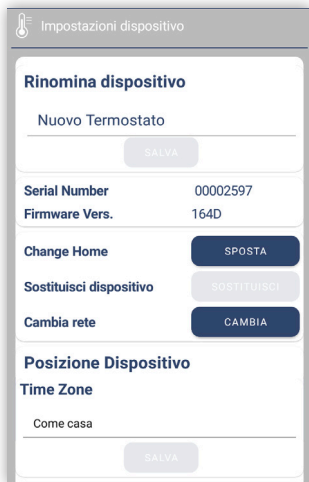 Impostazioni dispositivo
Rinomina dispositivo
Nuovo Termostato
SALVA
Serial Number 00002597
Firmware Vers. 164D
Change Home SPOSTA
Sostituisci dispositivo SOSTITUISCI
Cambia rete CAMBIA
Posizione Dispositivo
Time Zone
Come casa
SALVA